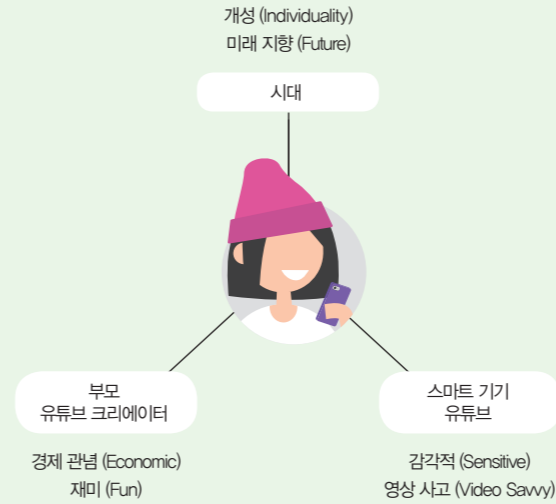 개성 (Individuality)
미래 지향 (Future)
시대
부모
유튜브 크리에이터
경제 관념 (Economic)
재미 (Fun)
스마트 기기
유튜브
감각적 (Sensitive)
영상 사고 (Video Savvy)